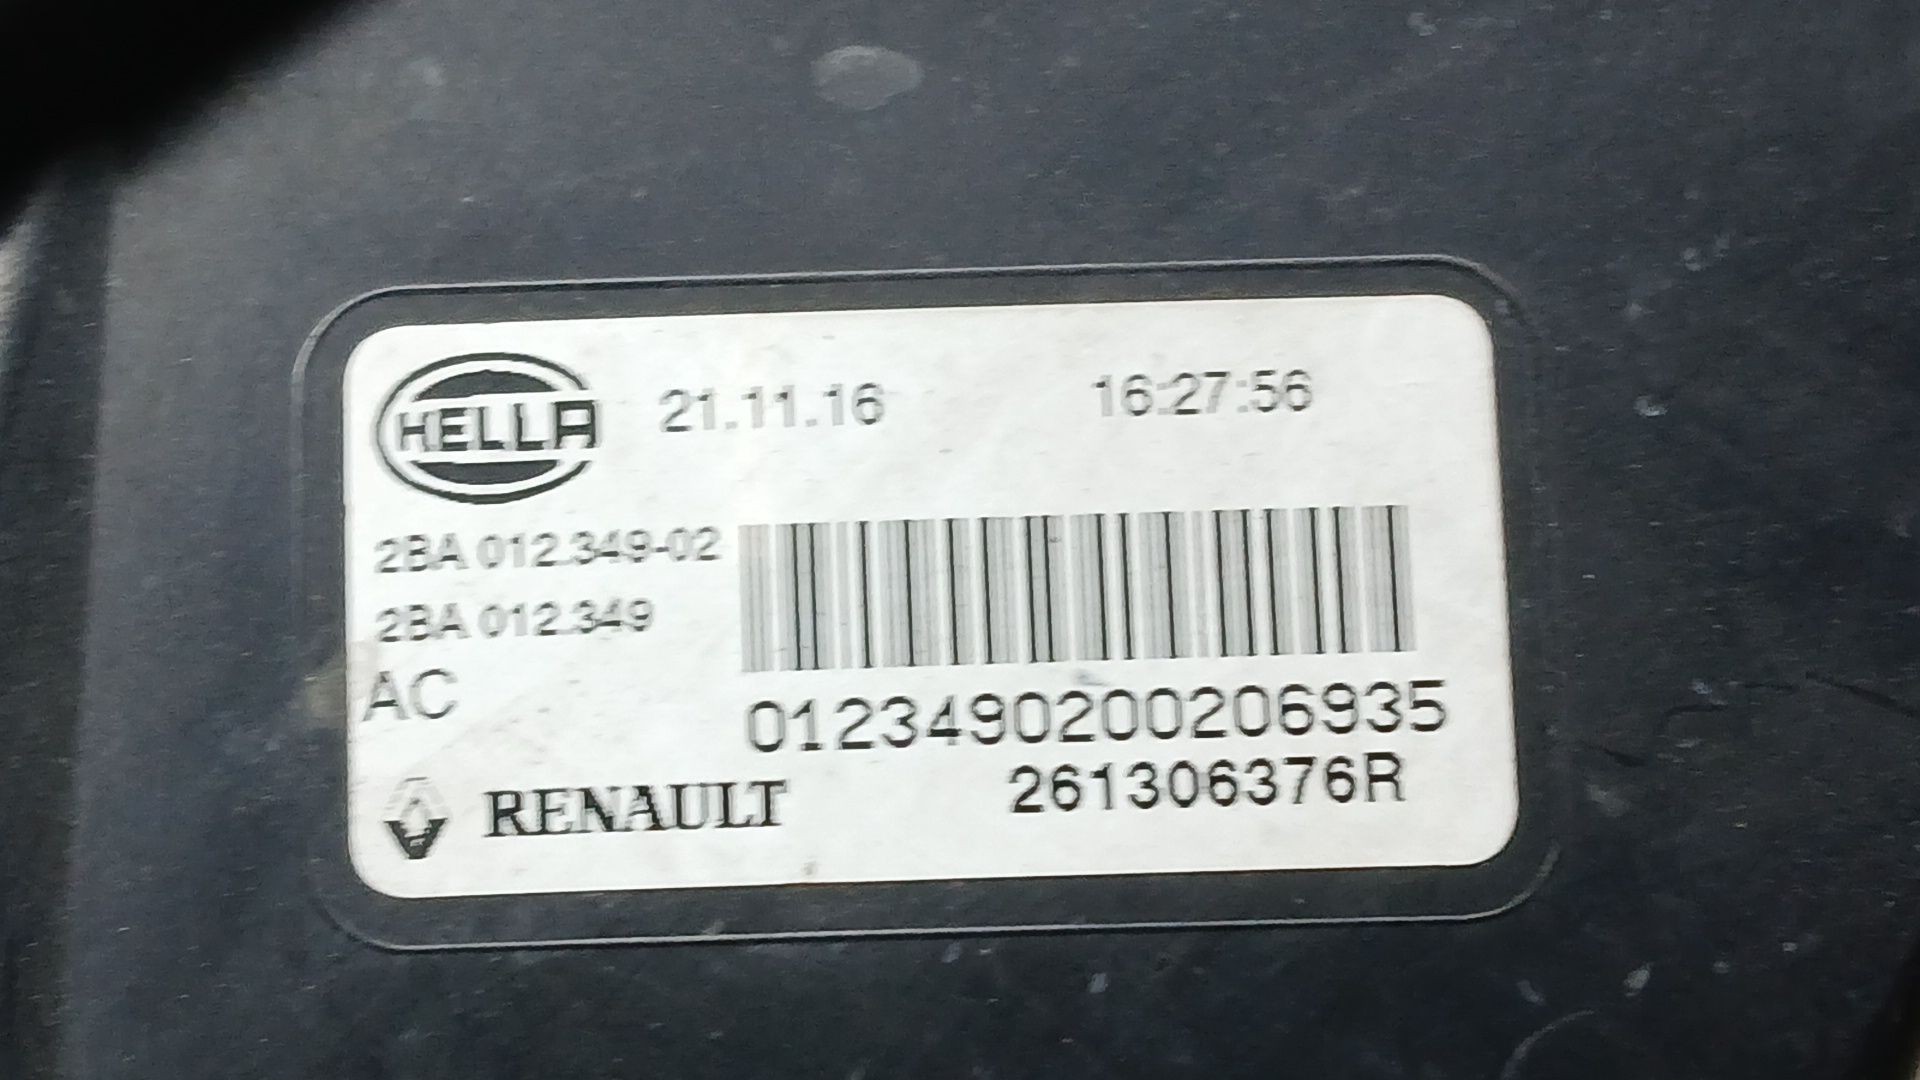 HELLA 21.11.16 16:27:56
2BA 012.349-02
2BA 012.349
AC
0123490200206935
RENAULT 261306376R